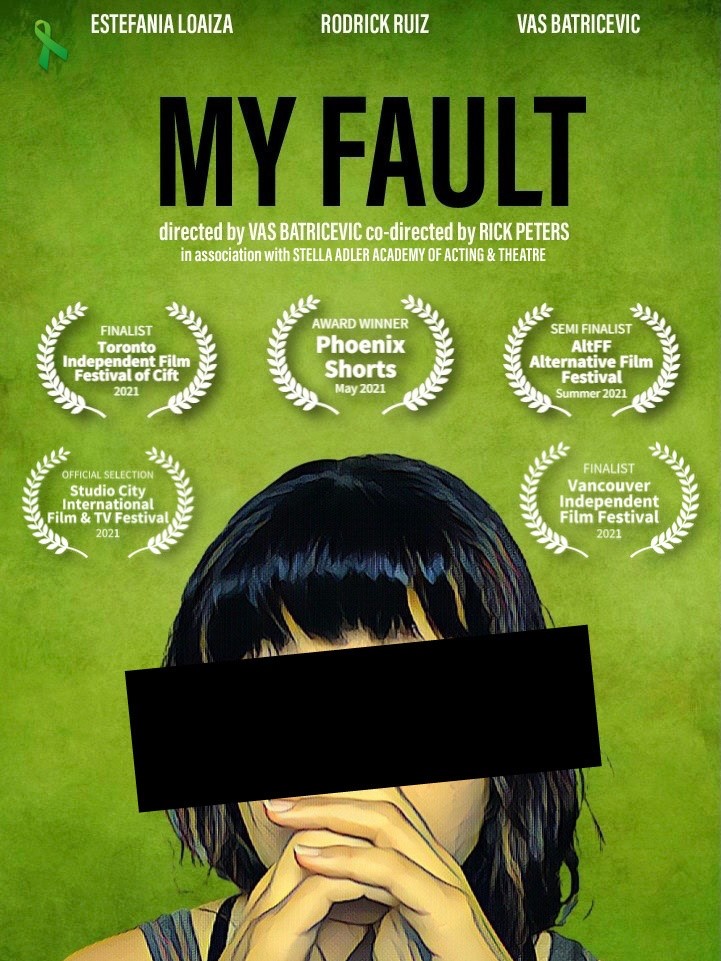 ESTEFANIA LOAIZA RODRICK RUIZ VAS BATRICEVIC
MY FAULT
directed by VAS BATRICEVIC co-directed by RICK PETERS
in association with STELLA ADLER ACADEMY OF ACTING & THEATRE
FINALIST
Toronto
Independent Film
Festival of Cift
2021
AWARD WINNER
Phoenix
Shorts
May 2021
SEMI FINALIST
AltFF
Alternative Film
Festival
Summer 2021
OFFICIAL SELECTION
Studio City
International
Film & TV Festival
2021
FINALIST
Vancouver
Independent
Film Festival
2021